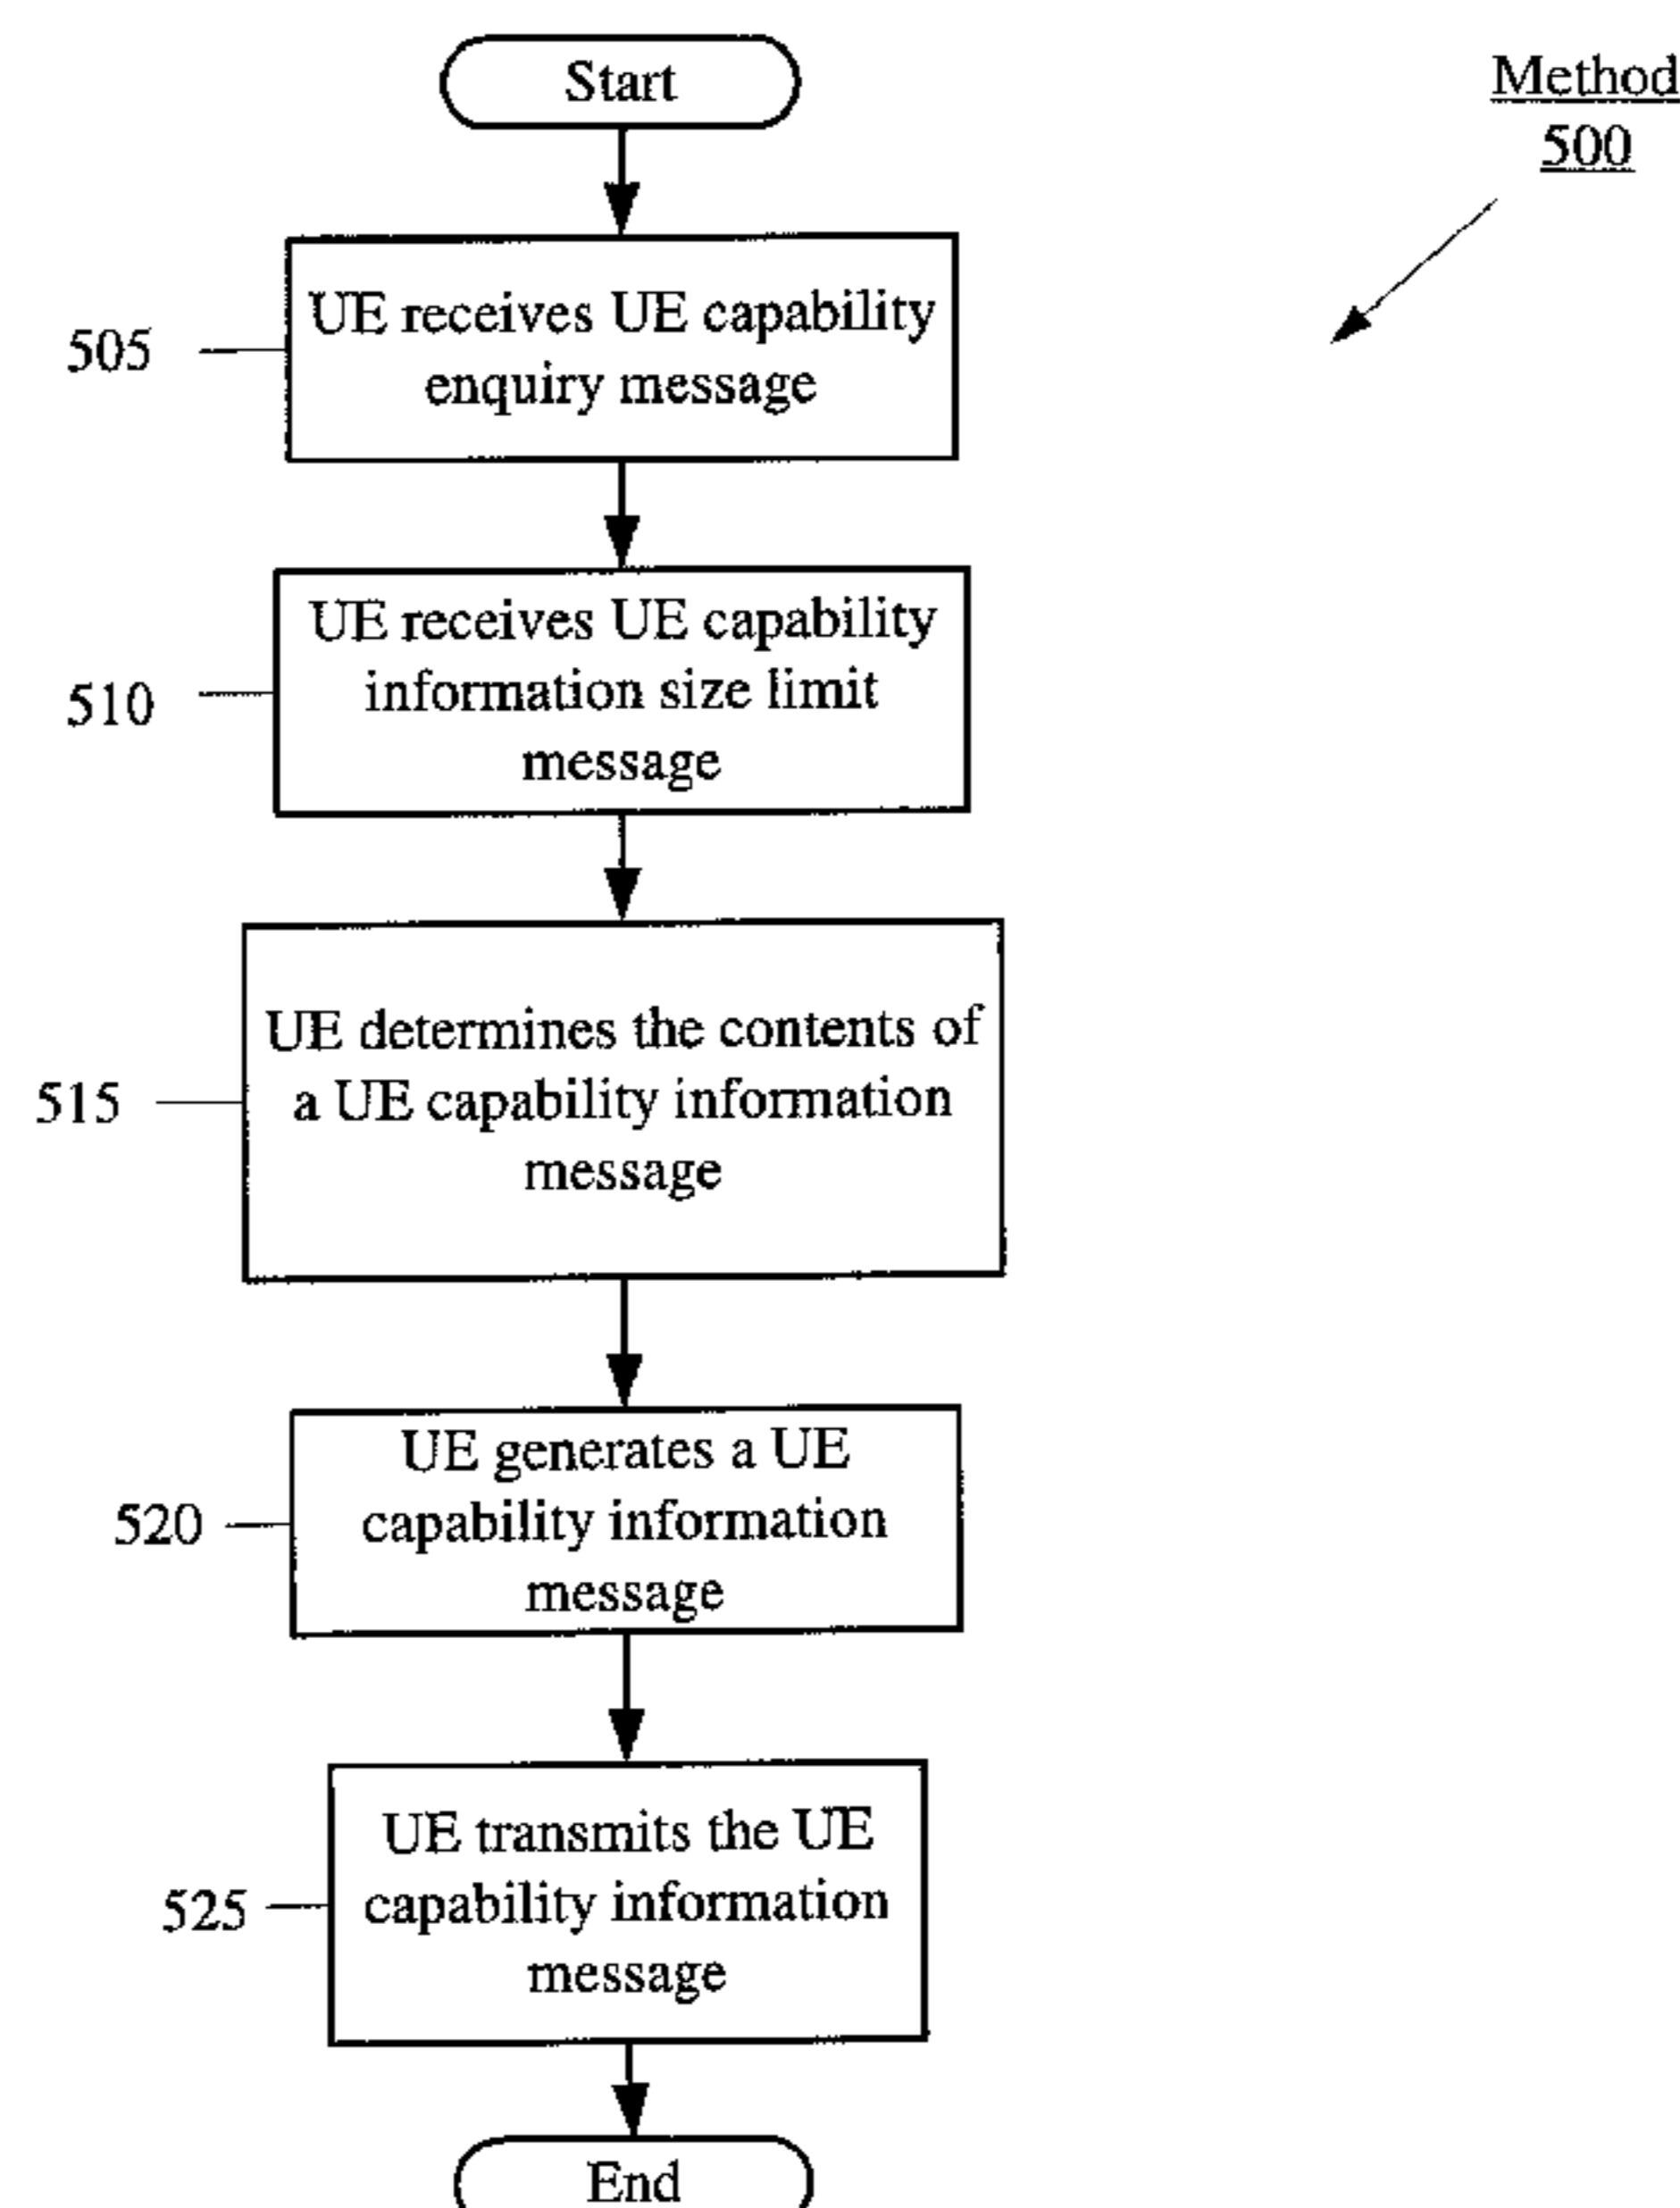 Start
Method
500
505
UE receives UE capability
enquiry message
510
UE receives UE capability
information size limit
message
515
UE determines the contents of
a UE capability information
message
520
UE generates a UE
capability information
message
525
UE transmits the UE
capability information
message
End